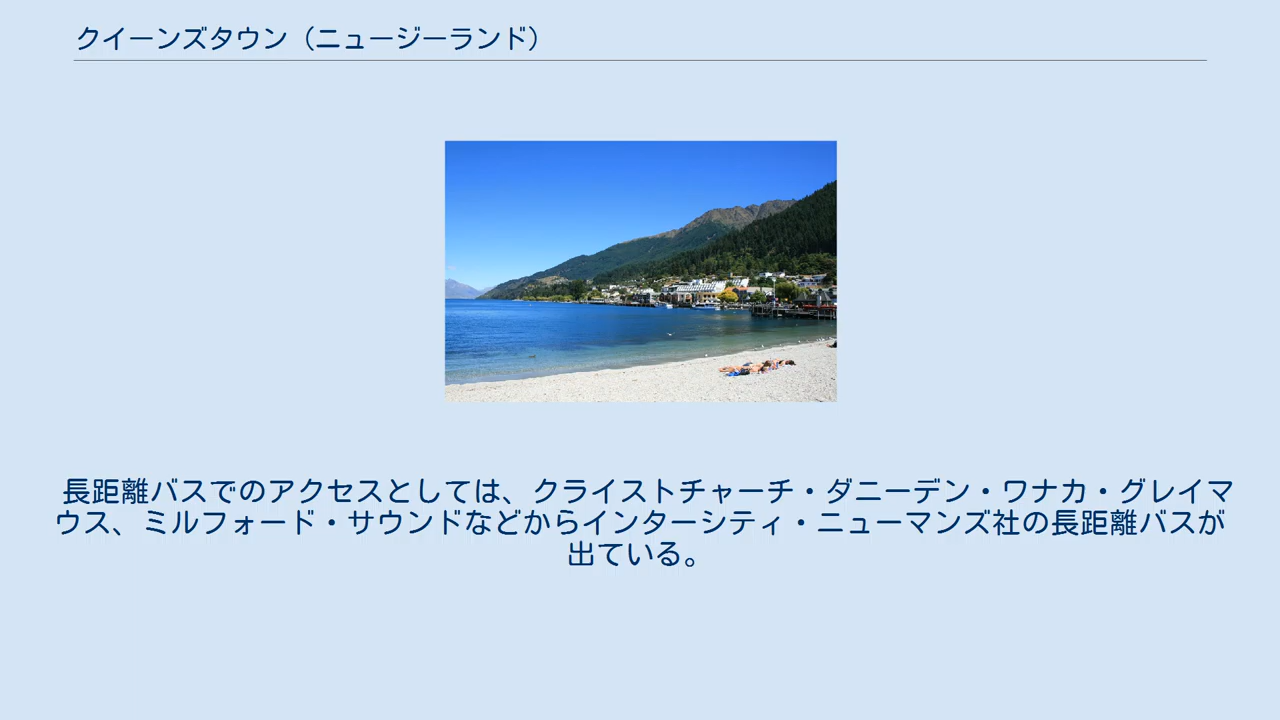 クイーンズタウン（ニュージーランド）
長距離バスでのアクセスとしては、クライストチャーチ・ダニーデン・ワナカ・グレイマ
ウス、ミルフォード・サウンドなどからインターシティ・ニューマンズ社の長距離バスが
出ている。